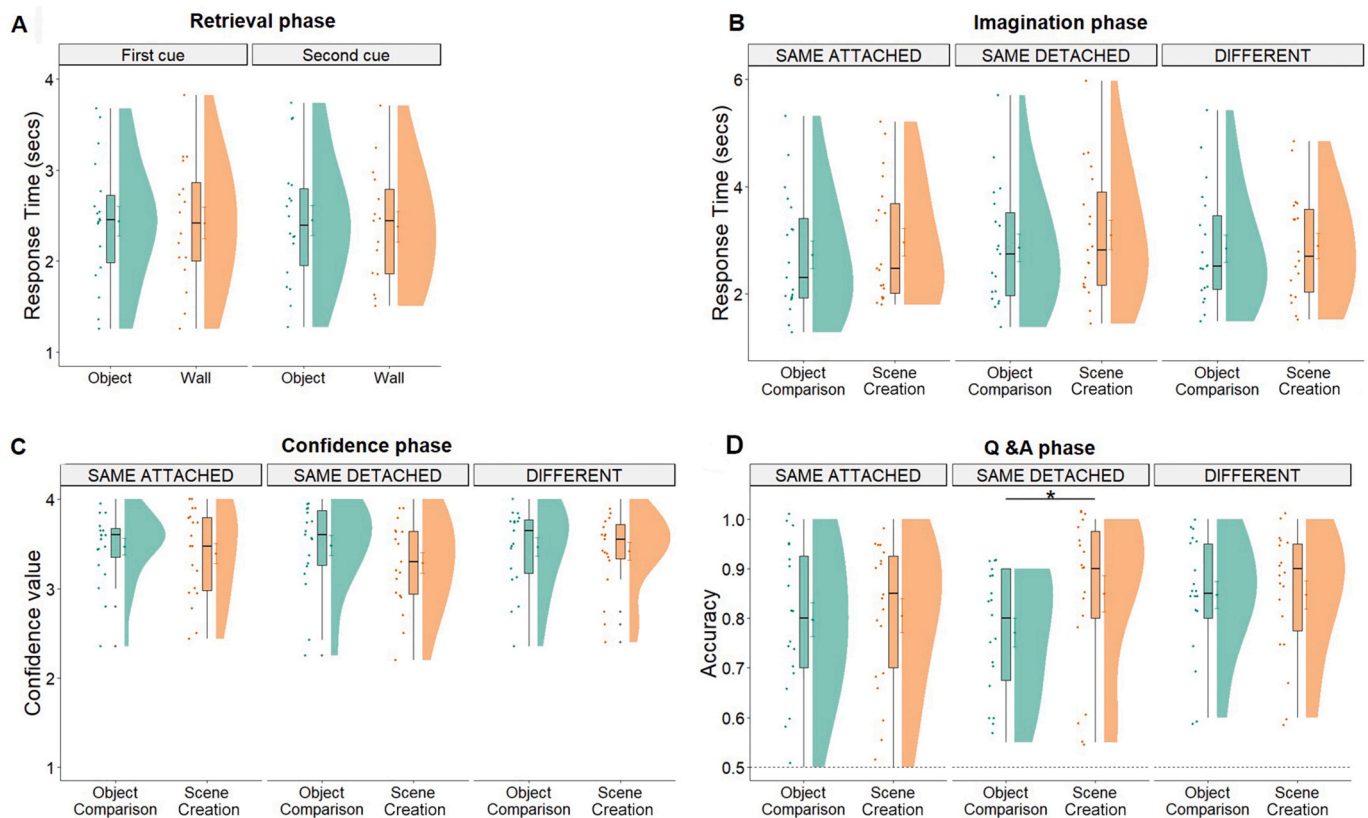 A
Retrieval phase
First cue Second cue
Response Time (secs)
4
3
2
1
Object Wall Object Wall
B
Imagination phase
SAME ATTACHED SAME DETACHED DIFFERENT
Response Time (secs)
6
4
2
Object Scene Object Scene Object Scene
Comparison Creation Comparison Creation Comparison Creation
C
Confidence phase
SAME ATTACHED SAME DETACHED DIFFERENT
Confidence value
4
3
2
1
Object Scene Object Scene Object Scene
Comparison Creation Comparison Creation Comparison Creation
D
Q &A phase
SAME ATTACHED SAME DETACHED DIFFERENT
*
Accuracy
1.0
0.9
0.8
0.7
0.6
0.5
Object Scene Object Scene Object Scene
Comparison Creation Comparison Creation Comparison Creation